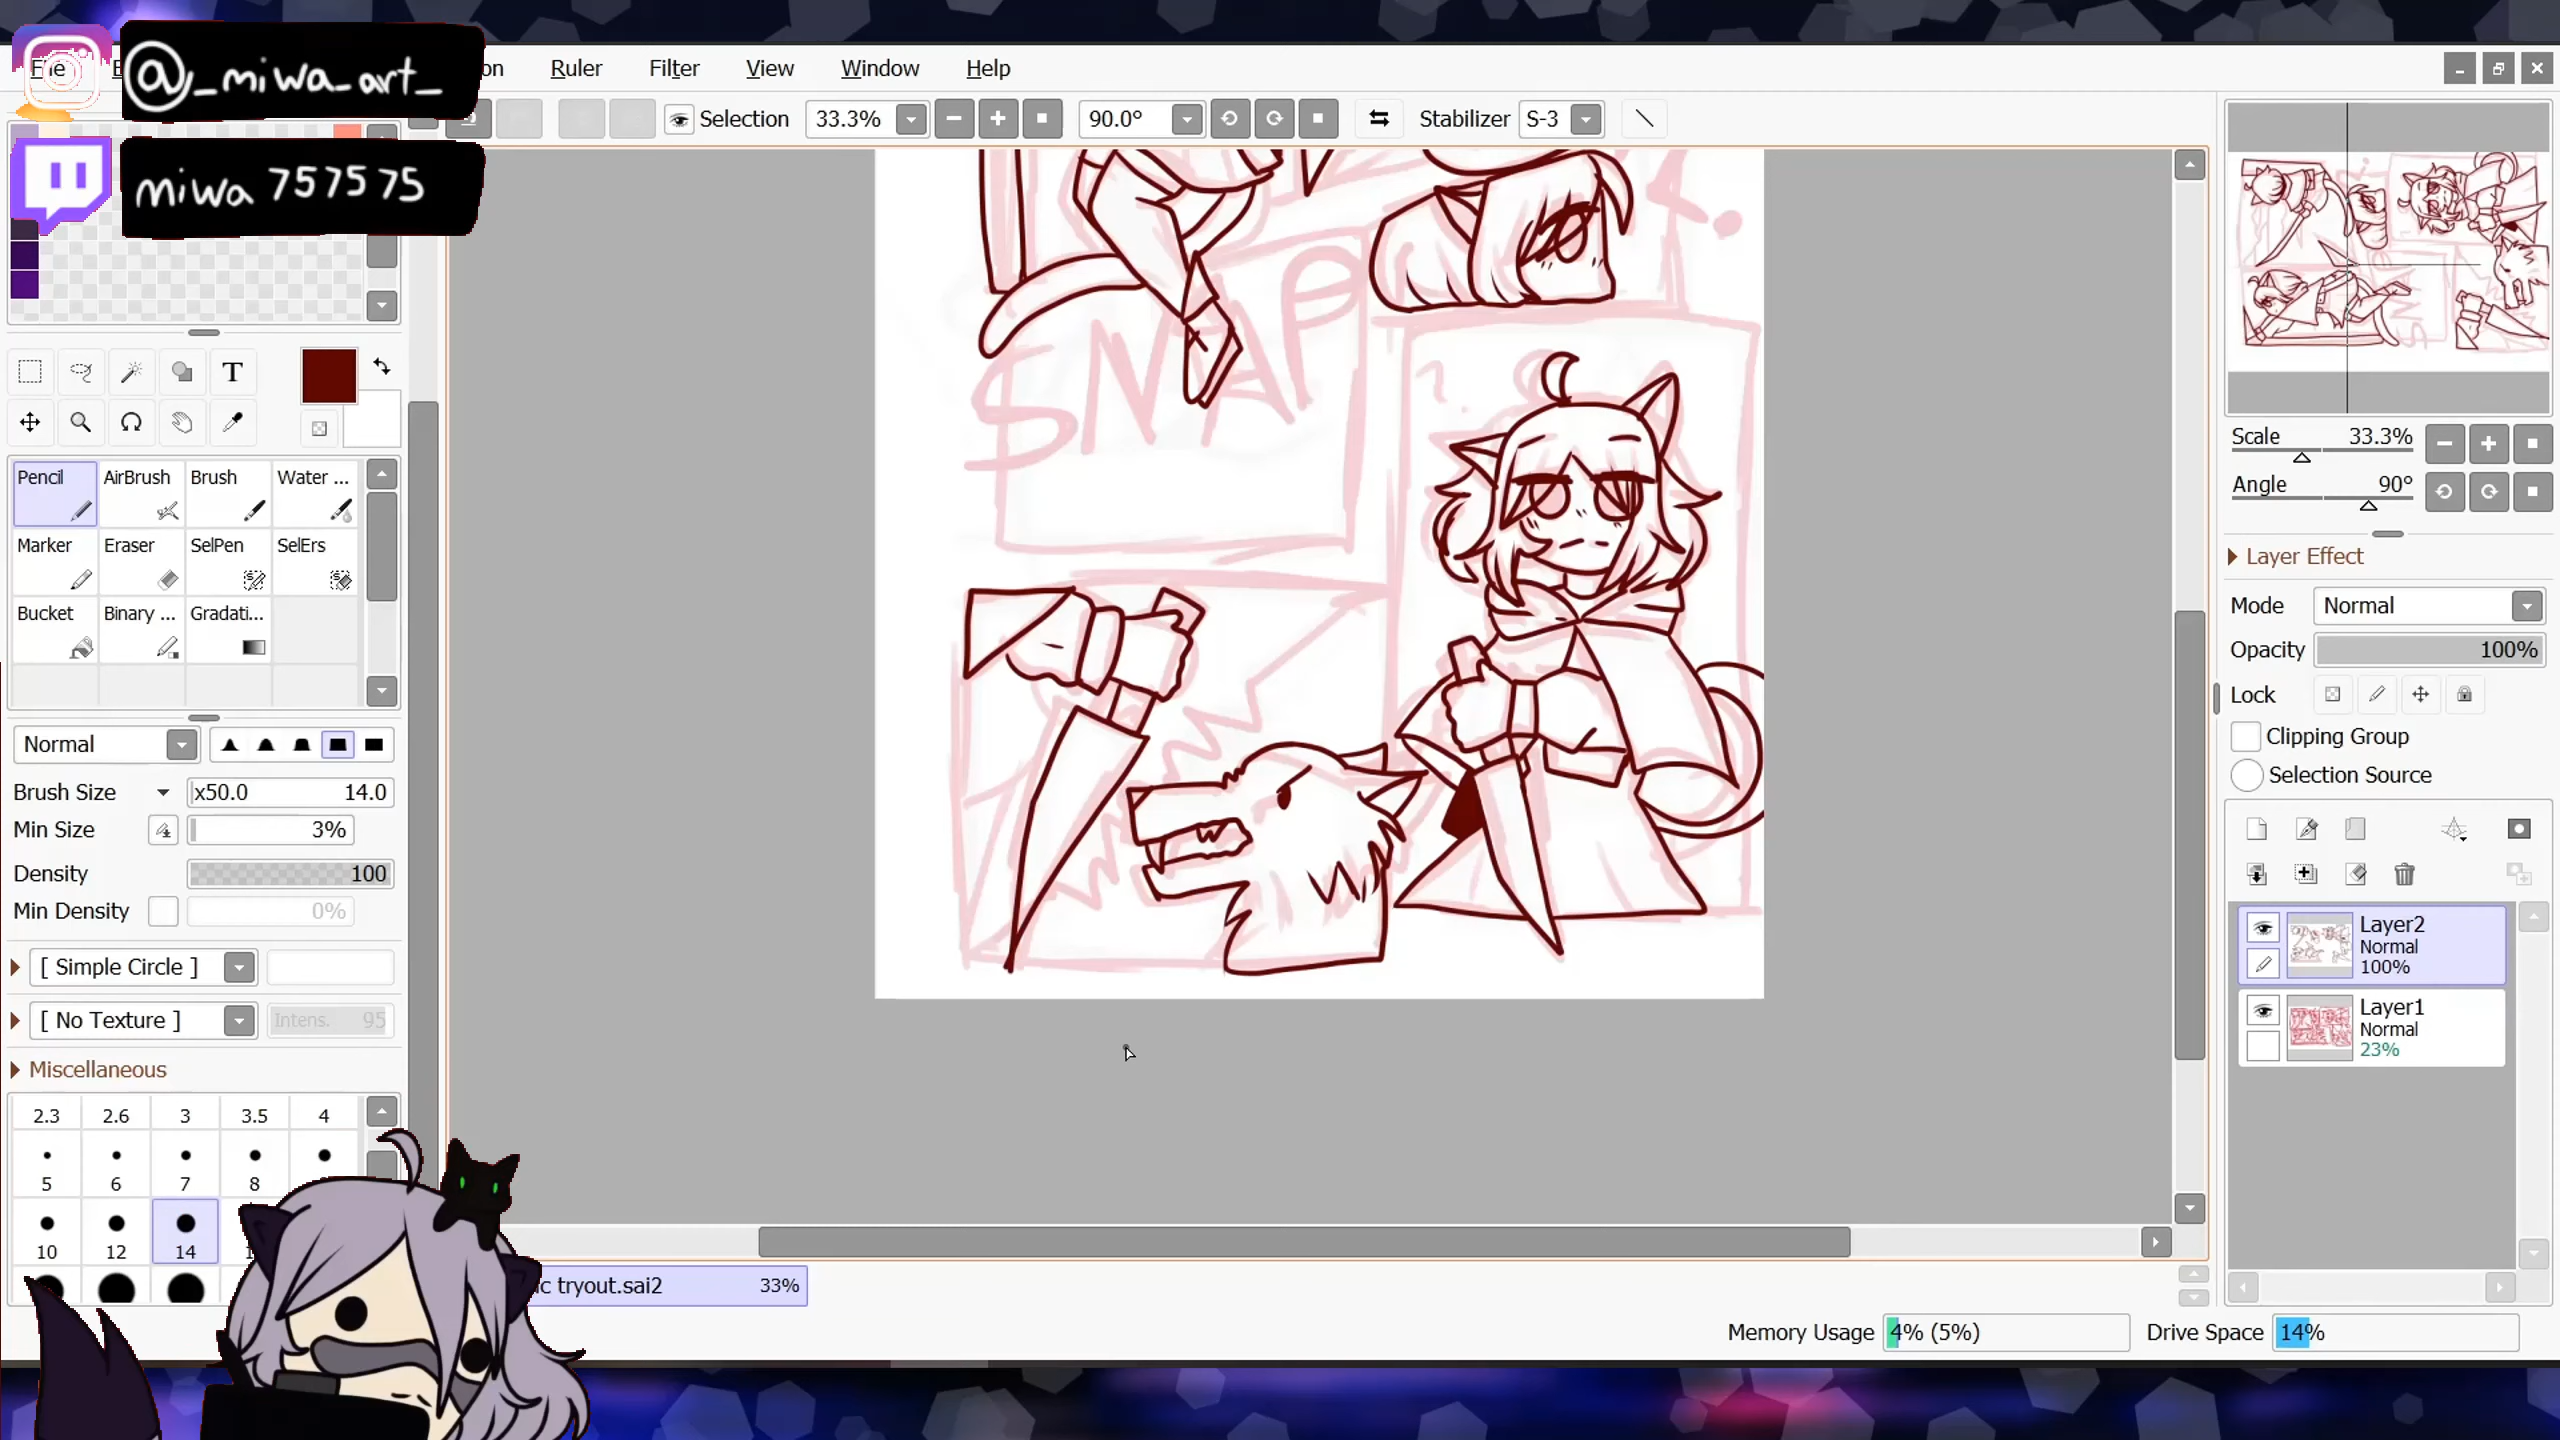 File
on
Ruler
Filter
View
Window
Help
@_miwa_art_
miwa 757575
Selection
33.3%
90.0°
Stabilizer
S-3
T
Pencil
AirBrush
Brush
Water ...
Marker
Eraser
SelPen
SelErs
Bucket
Binary ...
Gradati...
Normal
Brush Size
x50.0
14.0
Min Size
3%
Density
100
Min Density
0%
[ Simple Circle ]
[ No Texture ]
Intens.
95
Miscellaneous
2.3
2.6
3
3.5
4
5
6
7
8
10
12
14
SNAP
c tryout.sai2
33%
Scale
33.3%
Angle
90°
Layer Effect
Mode
Normal
Opacity
100%
Lock
Clipping Group
Selection Source
Layer2
Normal
100%
Layer1
Normal
23%
Memory Usage
4% (5%)
Drive Space
14%